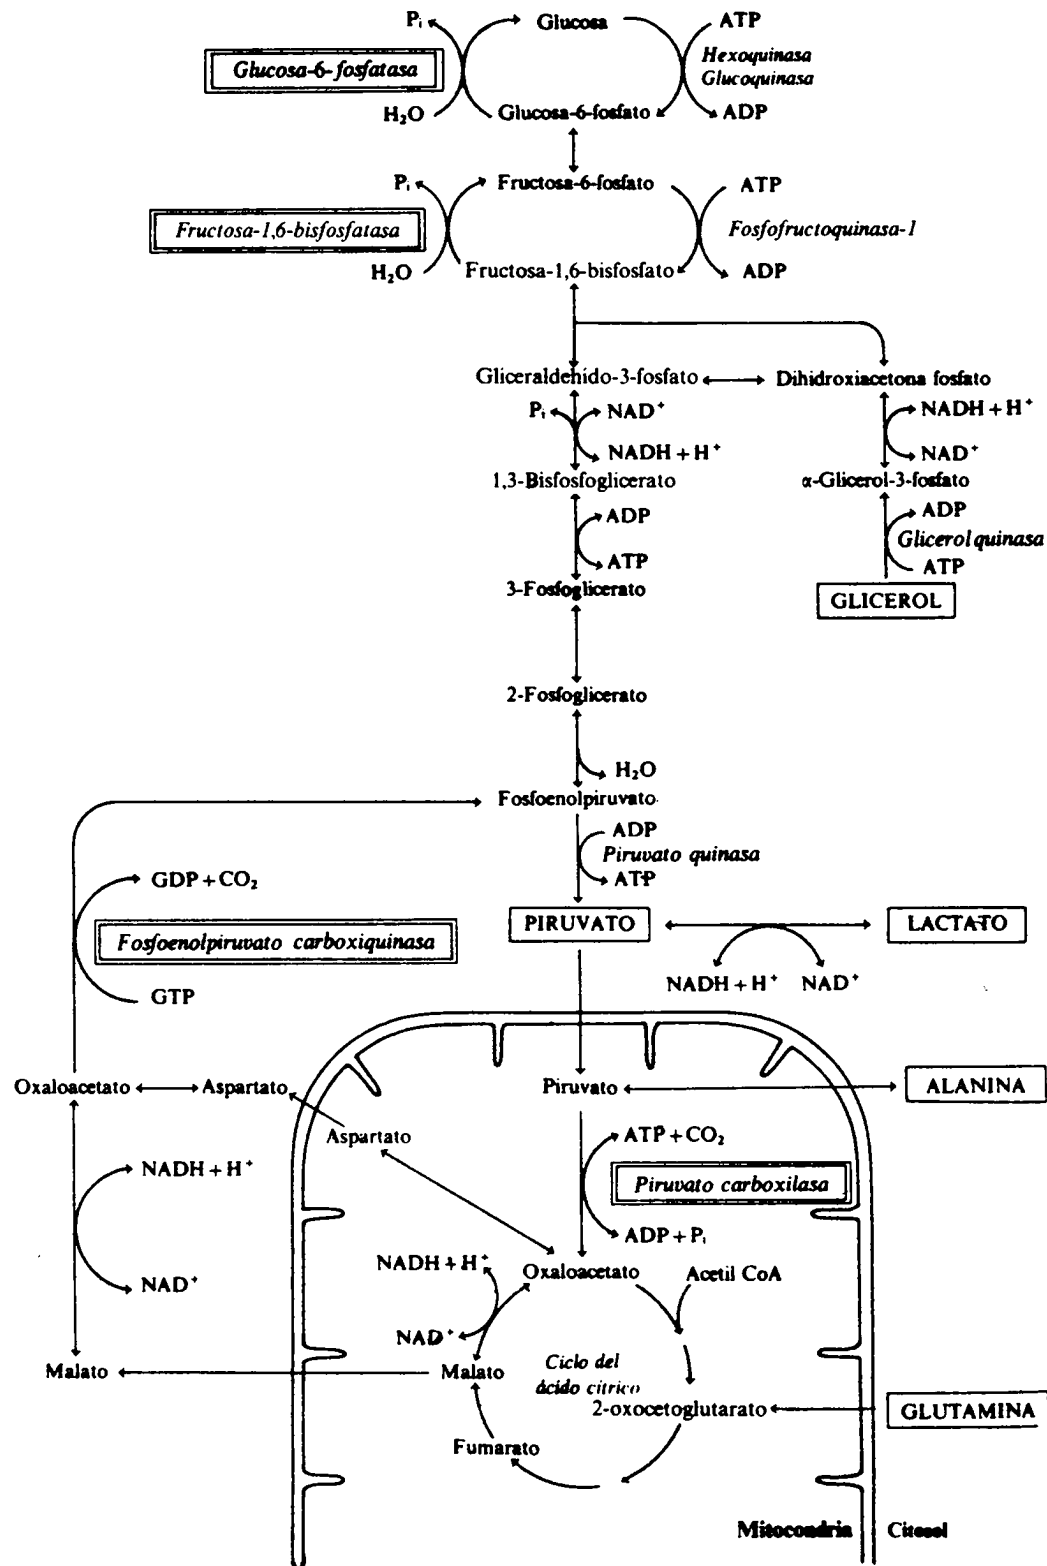 Pᵢ
Glucosa
ATP
Glucosa-6-fosfatasa
Hexoquinasa
Glucoquinasa
H₂O
Glucosa-6-fosfato
ADP
Pᵢ
Fructosa-6-fosfato
ATP
Fructosa-1,6-bisfosfatasa
Fosfofructoquinasa-1
H₂O
Fructosa-1,6-bisfosfato
ADP
Gliceraldehido-3-fosfato
Dihidroxiacetona fosfato
Pᵢ
NAD⁺
NADH + H⁺
NADH + H⁺
NAD⁺
1,3-Bisfosfoglicerato
α-Glicerol-3-fosfato
ADP
ADP
Glicerol quinasa
ATP
ATP
3-Fosfoglicerato
GLICEROL
2-Fosfoglicerato
H₂O
Fosfoenolpiruvato
ADP
Piruvato quinasa
ATP
GDP + CO₂
PIRUVATO
LACTATO
Fosfoenolpiruvato carboxiquinasa
NADH + H⁺
NAD⁺
GTP
Oxaloacetato
Aspartato
Piruvato
ALANINA
Aspartato
ATP + CO₂
NADH + H⁺
Piruvato carboxilasa
ADP + Pᵢ
NADH + H⁺
Oxaloacetato
Acetil CoA
NAD⁺
NAD⁺
Malato
Malato
Ciclo del
ácido cítrico
2-oxocetoglutarato
GLUTAMINA
Fumarato
Mitocondria
Citosol